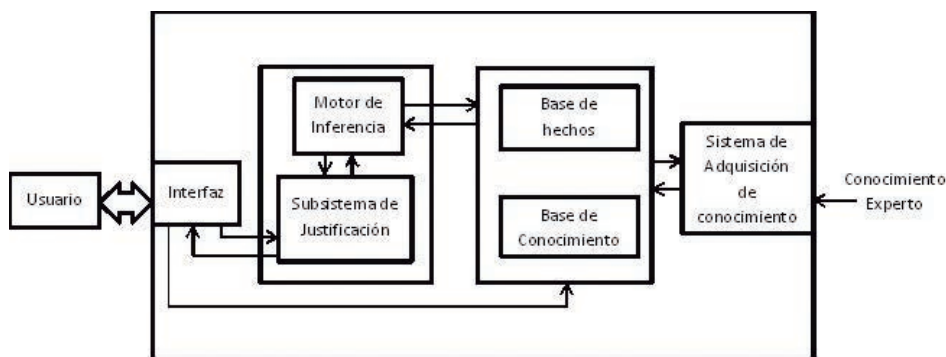 Usuario
Interfaz
Motor de
Inferencia
Subsistema de
Justificación
Base de
hechos
Base de
Conocimiento
Sistema de
Adquisición
de
conocimiento
Conocimiento
Experto